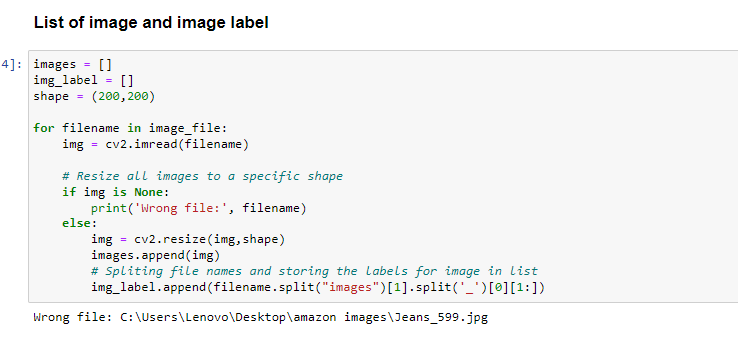 List of image and image label
4]: images = []
img_label = []
shape = (200,200)
for filename in image_file:
img = cv2.imread(filename)
# Resize all images to a specific shape
if img is None:
print('Wrong file:', filename)
else:
img = cv2.resize(img,shape)
images.append(img)
# Spliting file names and storing the labels for image in list
img_label.append(filename.split("images")[1].split('_')[0][1:])
Wrong file: C:\Users\Lenovo\Desktop\amazon images\Jeans_599.jpg